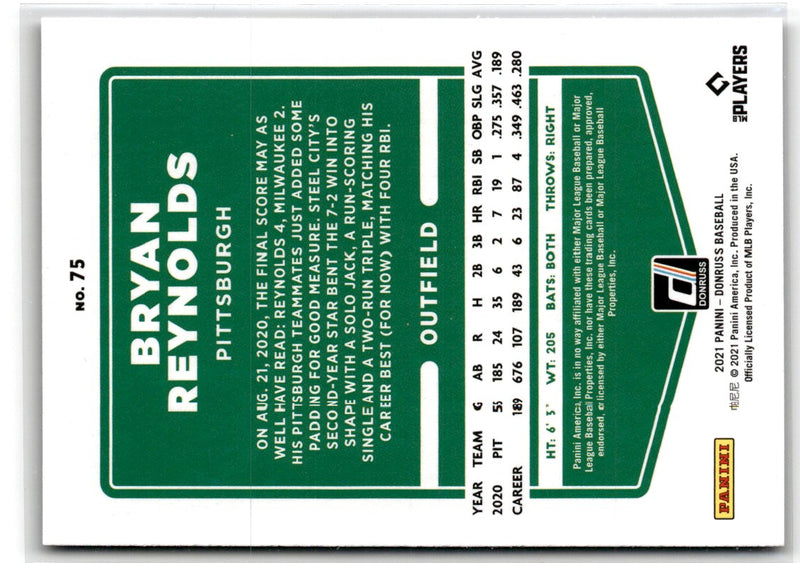 No. 75
BRYAN
REYNOLDS
PITTSBURGH
ON AUG. 21, 2020, THE FINAL SCORE MAY AS
WELL HAVE READ: REYNOLDS 4, MILWAUKEE 2.
HIS PITTSBURGH TEAMMATES JUST ADDED SOME
PADDING FOR GOOD MEASURE. STEEL CITY'S
SECOND-YEAR STAR BENT THE 7-2 WIN INTO
SHAPE WITH A SOLO JACK, A RUN-SCORING
SINGLE AND A TWO-RUN TRIPLE, MATCHING HIS
CAREER BEST (FOR NOW) WITH FOUR RBI.
OUTFIELD
YEAR TEAM G AB R H 2B 3B HR RBI SB OBP SLG AVG
2020 PIT 55 185 24 35 6 2 7 19 1 .275 .357 .189
CAREER 189 676 107 189 43 6 23 87 4 .349 .463 .280
HT: 6' 3" WT: 205 BATS: BOTH THROWS: RIGHT
Panini America, Inc. is in no way affiliated with either Major League Baseball or Major
League Baseball Properties, Inc. nor have these trading cards been prepared, approved,
endorsed, or licensed by either Major League Baseball or Major League Baseball
Properties, Inc.
DONRUSS
2021 PANINI – DONRUSS BASEBALL
帕尼尼 © 2021 Panini America, Inc. Produced in the USA.
Officially Licensed Product of MLB Players, Inc.
PANINI
MLB PLAYERS